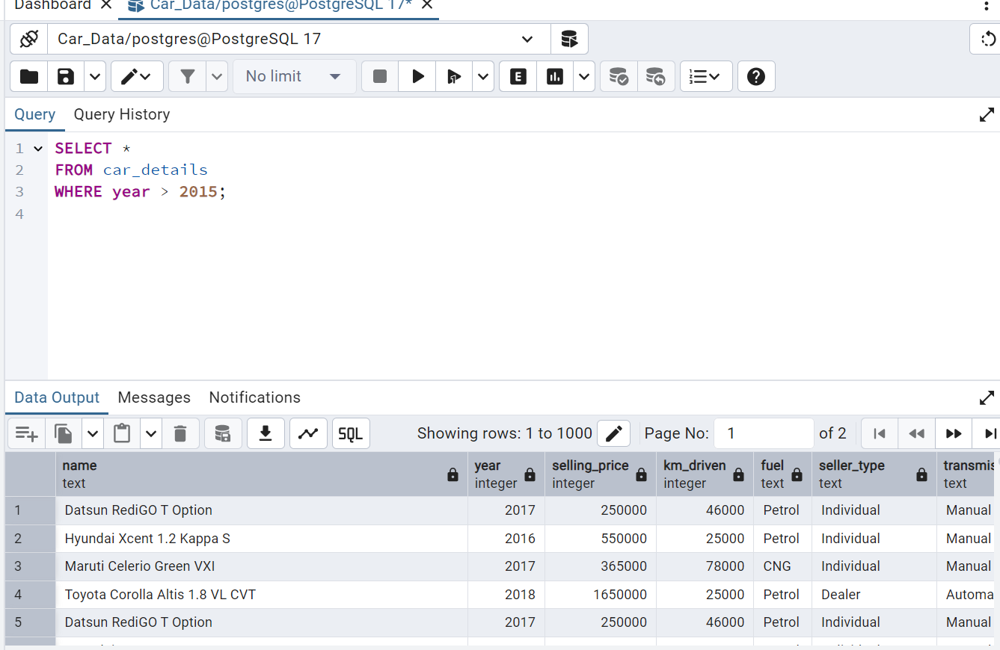 Dashboard Car_Data/postgres@PostgreSQL 17*
Car_Data/postgres@PostgreSQL 17
No limit
Query Query History
1 SELECT *
2 FROM car_details
3 WHERE year > 2015;
4
Data Output Messages Notifications
SQL Showing rows: 1 to 1000 Page No: 1 of 2
name year selling_price km_driven fuel seller_type transmis
text integer integer integer text text text
1 Datsun RediGO T Option 2017 250000 46000 Petrol Individual Manual
2 Hyundai Xcent 1.2 Kappa S 2016 550000 25000 Petrol Individual Manual
3 Maruti Celerio Green VXI 2017 365000 78000 CNG Individual Manual
4 Toyota Corolla Altis 1.8 VL CVT 2018 1650000 25000 Petrol Dealer Automa
5 Datsun RediGO T Option 2017 250000 46000 Petrol Individual Manual